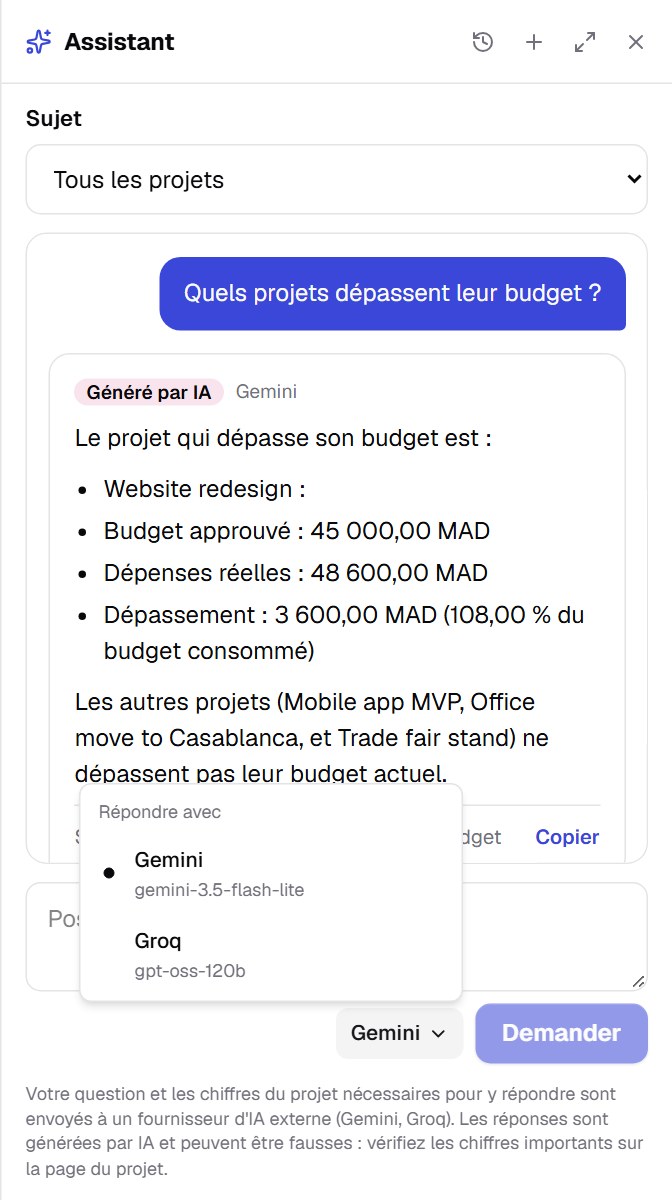 Assistant
Sujet
Tous les projets
Quels projets dépassent leur budget ?
Généré par IA Gemini
Le projet qui dépasse son budget est :
• Website redesign :
• Budget approuvé : 45 000,00 MAD
• Dépenses réelles : 48 600,00 MAD
• Dépassement : 3 600,00 MAD (108,00 % du
budget consommé)
Les autres projets (Mobile app MVP, Office
move to Casablanca, et Trade fair stand) ne
dépassent pas leur budget actuel.
Copier
Répondre avec
Gemini
gemini-3.5-flash-lite
Groq
gpt-oss-120b
Gemini
Demander
Votre question et les chiffres du projet nécessaires pour y répondre sont
envoyés à un fournisseur d'IA externe (Gemini, Groq). Les réponses sont
générées par IA et peuvent être fausses : vérifiez les chiffres importants sur
la page du projet.